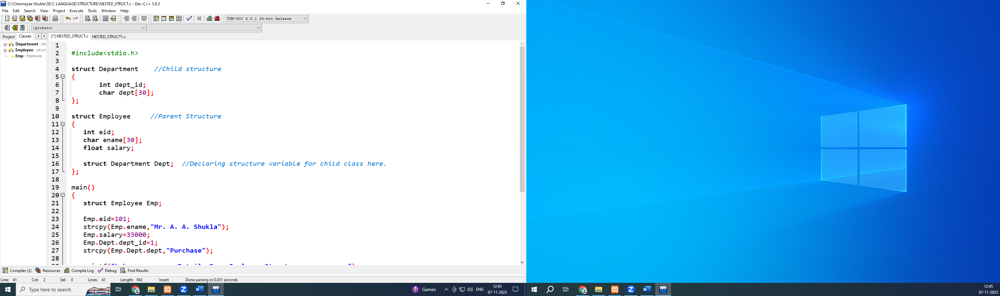 C:\Chinmayee Shukla\SE\C LANGUAGE\STRUCTURE\NESTED_STRUCT.c - Dev-C++ 5.8.3
File Edit Search View Project Execute Tools Window Help
TDM-GCC 4.8.1 64-bit Release
(globals)
Project Classes [*] NESTED_STRUCT.c NESTED_STRUCT1.c
Department : stru
Employee : struct
Emp : Employee
1
2 #include<stdio.h>
3
4 struct Department //Child structure
5 {
6 int dept_id;
7 char dept[30];
8 };
9
10 struct Employee //Parent Structure
11 {
12 int eid;
13 char ename[30];
14 float salary;
15
16 struct Department Dept; //Declaring structure variable for child class here.
17 };
18
19 main()
20 {
21 struct Employee Emp;
22
23 Emp.eid=101;
24 strcpy(Emp.ename,"Mr. A. A. Shukla");
25 Emp.salary=33000;
26 Emp.Dept.dept_id=1;
27 strcpy(Emp.Dept.dept,"Purchase");
28
Compiler (2) Resources Compile Log Debug Find Results
Line: 41 Col: 2 Sel: 0 Lines: 41 Length: 943 Insert Done parsing in 0.031 seconds
Type here to search
DEV
Games
ENG
12:45
07-11-2023
DEV
12:45
07-11-2023